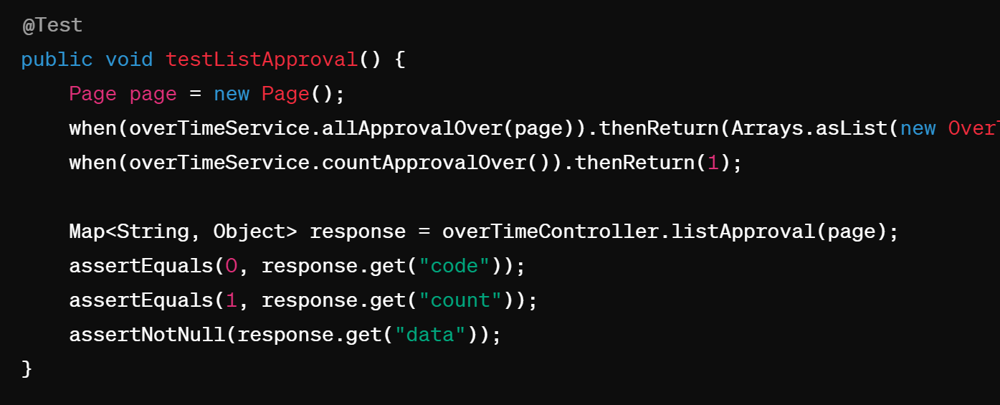 @Test
public void testListApproval() {
    Page page = new Page();
    when(overTimeService.allApprovalOver(page)).thenReturn(Arrays.asList(new Over
    when(overTimeService.countApprovalOver()).thenReturn(1);
    Map<String, Object> response = overTimeController.listApproval(page);
    assertEquals(0, response.get("code"));
    assertEquals(1, response.get("count"));
    assertNotNull(response.get("data"));
}